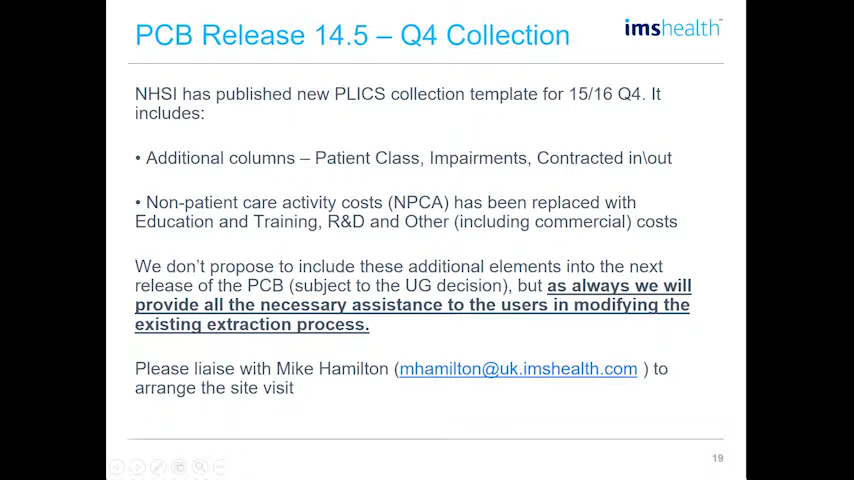 PCB Release 14.5 – Q4 Collection
imshealth™
NHSI has published new PLICS collection template for 15/16 Q4. It
includes:
• Additional columns – Patient Class, Impairments, Contracted in\out
• Non-patient care activity costs (NPCA) has been replaced with
Education and Training, R&D and Other (including commercial) costs
We don’t propose to include these additional elements into the next
release of the PCB (subject to the UG decision), but as always we will
provide all the necessary assistance to the users in modifying the
existing extraction process.
Please liaise with Mike Hamilton (mhamilton@uk.imshealth.com ) to
arrange the site visit
19